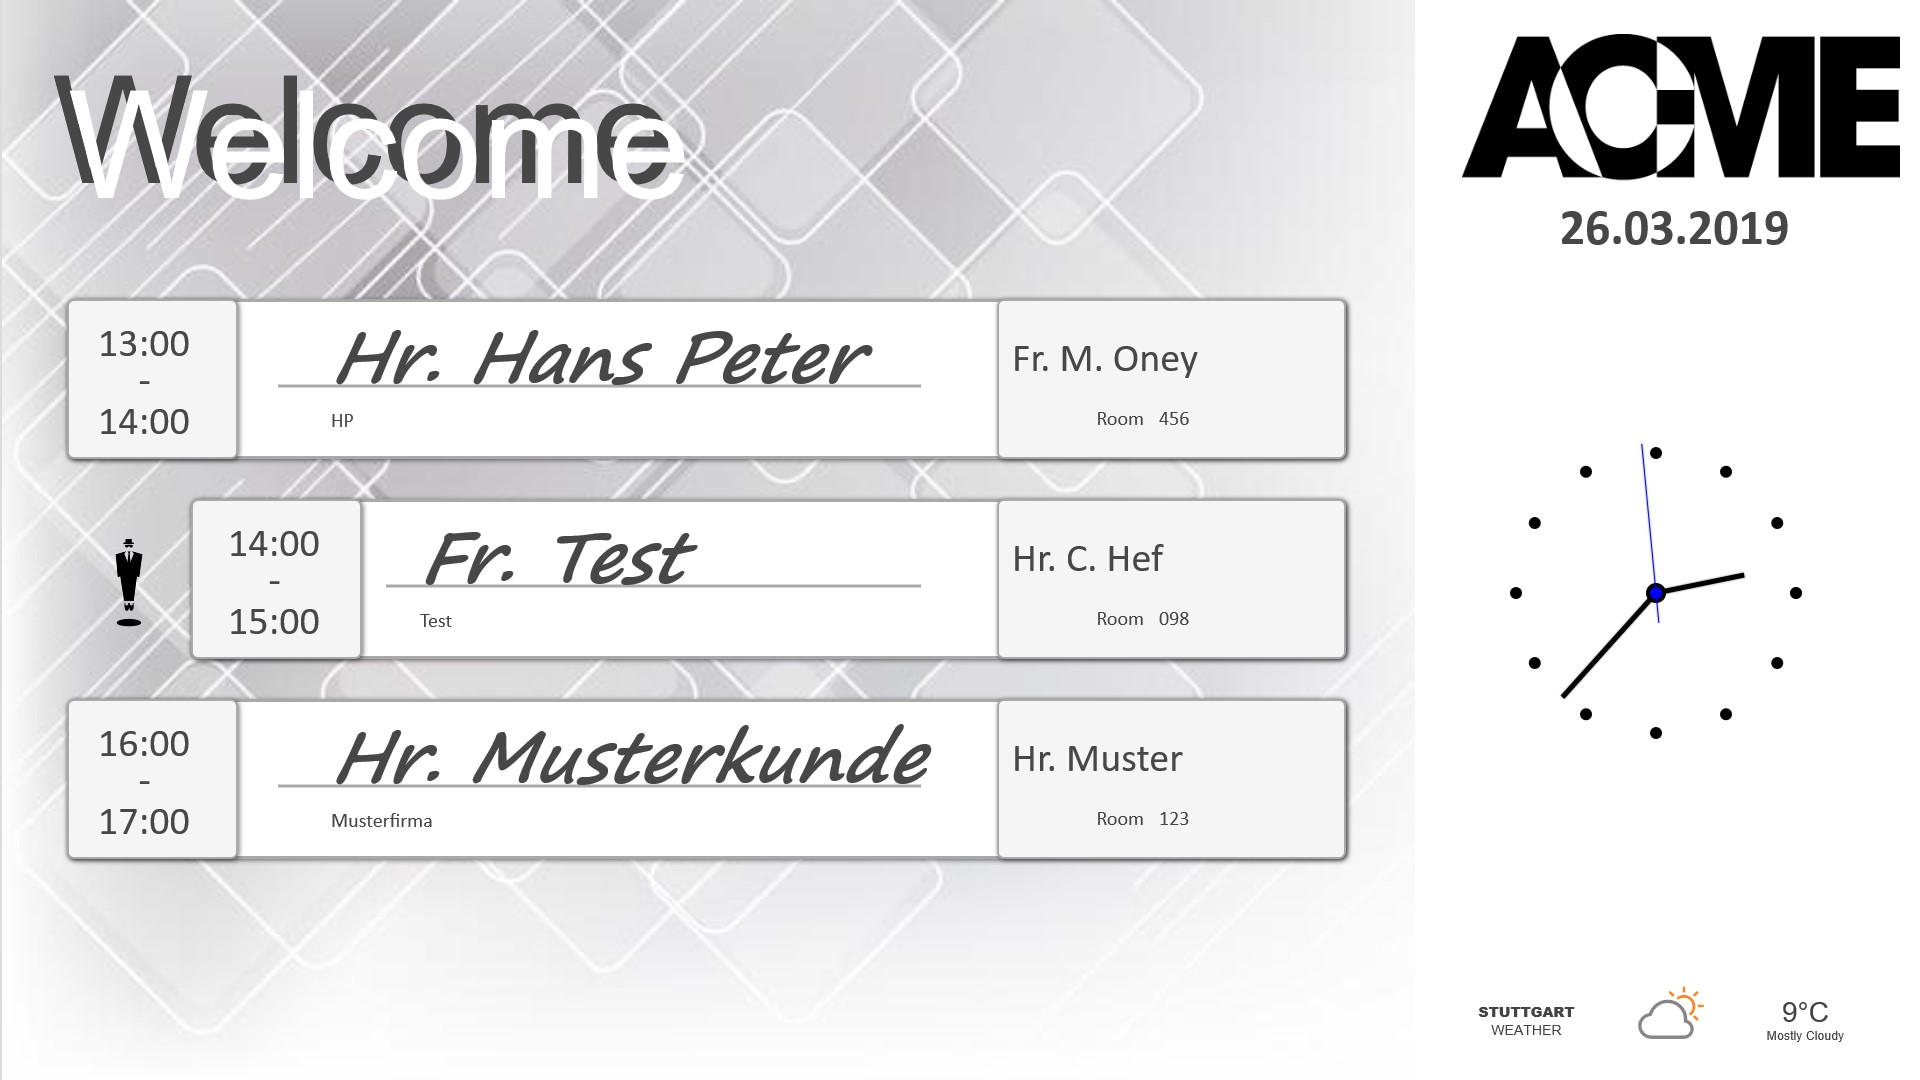 Welcome
ACME
26.03.2019
13:00
-
14:00
Hr. Hans Peter
HP
Fr. M. Oney
Room 456
14:00
-
15:00
Fr. Test
Test
Hr. C. Hef
Room 098
16:00
-
17:00
Hr. Musterkunde
Musterfirma
Hr. Muster
Room 123
STUTTGART
WEATHER
9°C
Mostly Cloudy